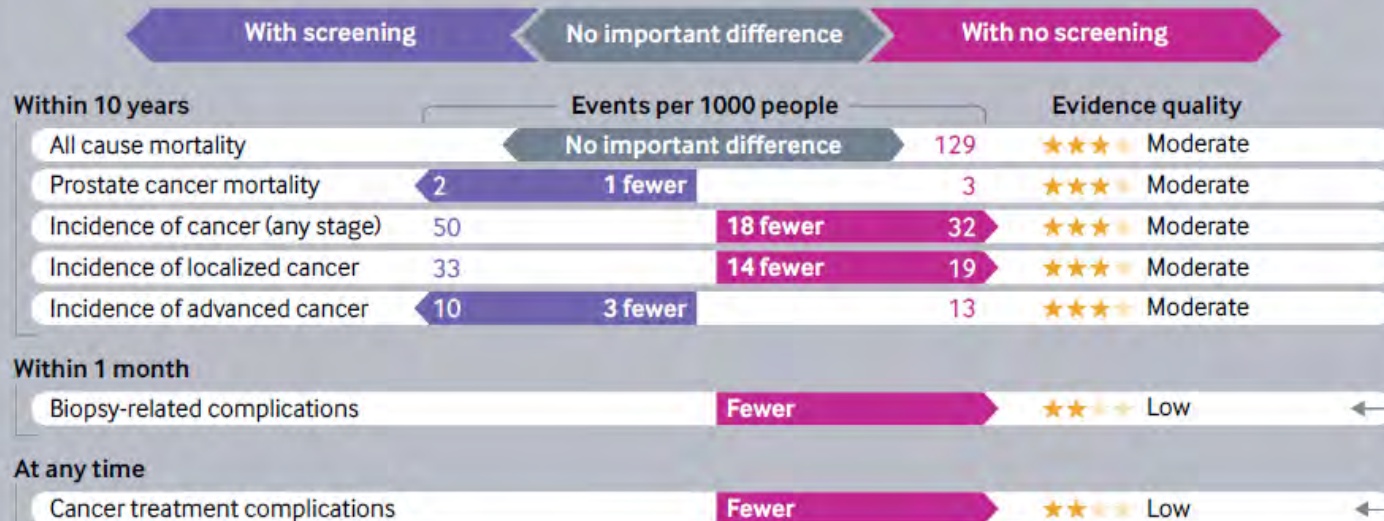 With screening No important difference With no screening
Within 10 years Events per 1000 people Evidence quality
All cause mortality No important difference 129 Moderate
Prostate cancer mortality 2 1 fewer 3 Moderate
Incidence of cancer (any stage) 50 18 fewer 32 Moderate
Incidence of localized cancer 33 14 fewer 19 Moderate
Incidence of advanced cancer 10 3 fewer 13 Moderate
Within 1 month
Biopsy-related complications Fewer Low
At any time
Cancer treatment complications Fewer Low